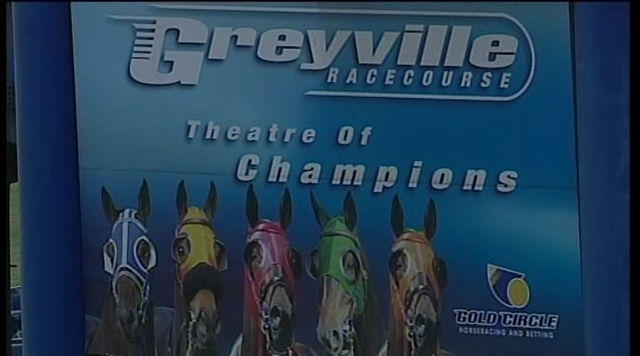 Greyville
RACECOURSE
Theatre Of
Champions
GOLD CIRCLE
HORSERACING AND BETTING